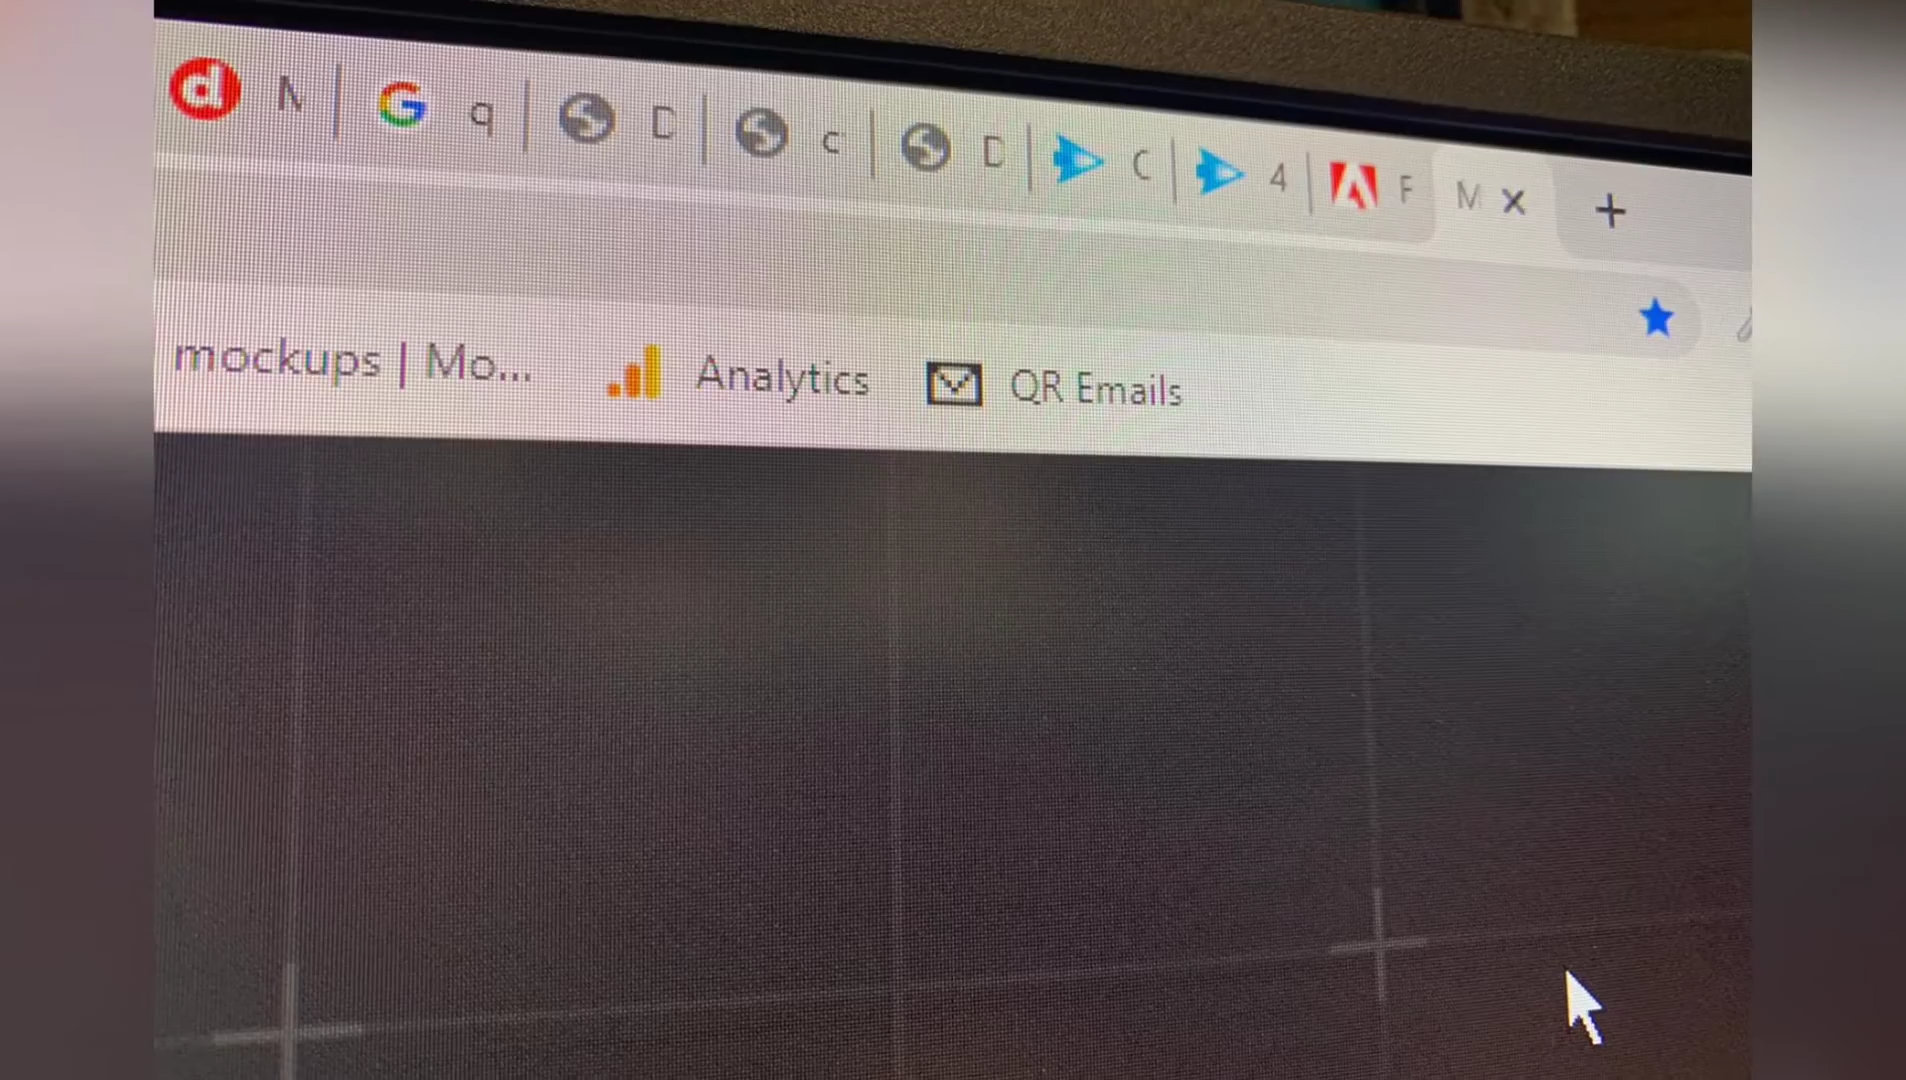 d M G q D c D C 4 F M
mockups | Mo...
Analytics
QR Emails